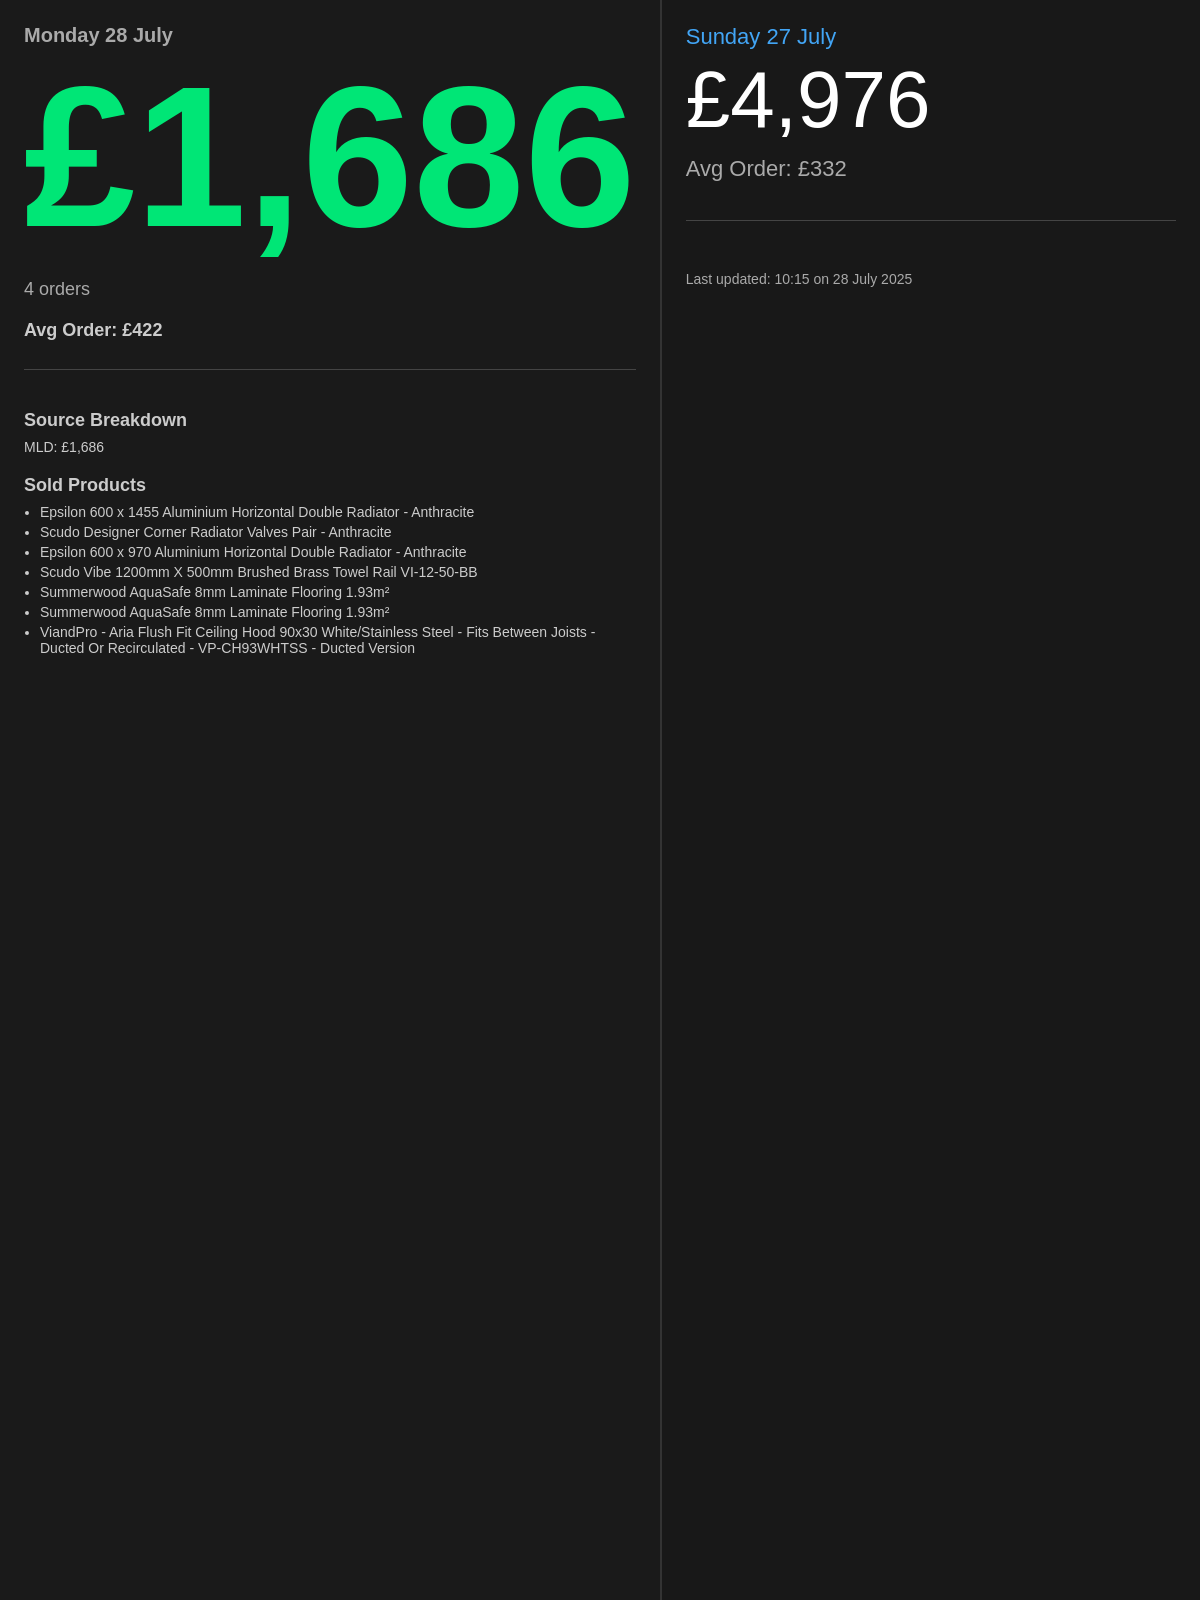 Monday 28 July
£1,686
4 orders
Avg Order: £422
Source Breakdown
MLD: £1,686
Sold Products
• Epsilon 600 x 1455 Aluminium Horizontal Double Radiator - Anthracite
• Scudo Designer Corner Radiator Valves Pair - Anthracite
• Epsilon 600 x 970 Aluminium Horizontal Double Radiator - Anthracite
• Scudo Vibe 1200mm X 500mm Brushed Brass Towel Rail VI-12-50-BB
• Summerwood AquaSafe 8mm Laminate Flooring 1.93m²
• Summerwood AquaSafe 8mm Laminate Flooring 1.93m²
• ViandPro - Aria Flush Fit Ceiling Hood 90x30 White/Stainless Steel - Fits Between Joists -
Ducted Or Recirculated - VP-CH93WHTSS - Ducted Version
Sunday 27 July
£4,976
Avg Order: £332
Last updated: 10:15 on 28 July 2025